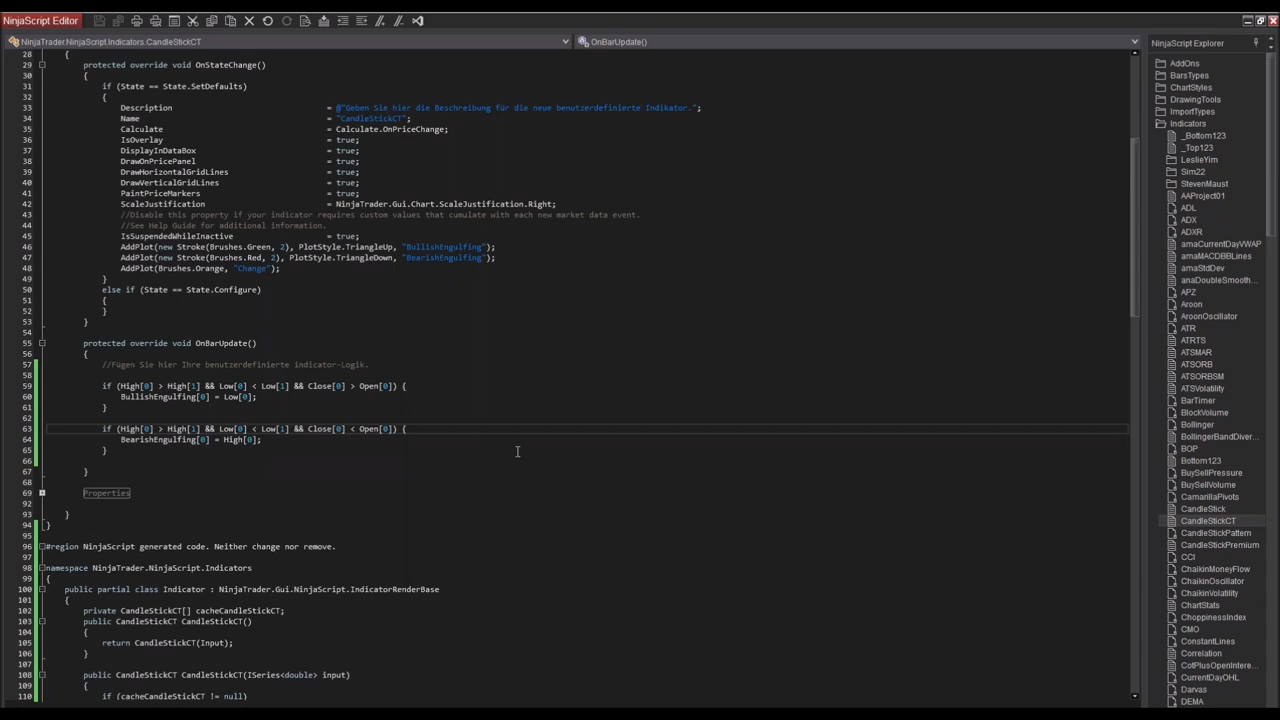 NinjaScript Editor
NinjaTrader.NinjaScript.Indicators.CandleStickCT
OnBarUpdate()
28 {
29 protected override void OnStateChange()
30 {
31 if (State == State.SetDefaults)
32 {
33 Description = @"Geben Sie hier die Beschreibung für die neue benutzerdefinierte Indikator.";
34 Name = "CandleStickCT";
35 Calculate = Calculate.OnPriceChange;
36 IsOverlay = true;
37 DisplayInDataBox = true;
38 DrawOnPricePanel = true;
39 DrawHorizontalGridLines = true;
40 DrawVerticalGridLines = true;
41 PaintPriceMarkers = true;
42 ScaleJustification = NinjaTrader.Gui.Chart.ScaleJustification.Right;
43 //Disable this property if your indicator requires custom values that cumulate with each new market data event.
44 //See Help Guide for additional information.
45 IsSuspendedWhileInactive = true;
46 AddPlot(new Stroke(Brushes.Green, 2), PlotStyle.TriangleUp, "BullishEngulfing");
47 AddPlot(new Stroke(Brushes.Red, 2), PlotStyle.TriangleDown, "BearishEngulfing");
48 AddPlot(Brushes.Orange, "Change");
49 }
50 else if (State == State.Configure)
51 {
52 }
53 }
54
55 protected override void OnBarUpdate()
56 {
57 //Fügen Sie hier Ihre benutzerdefinierte indicator-Logik.
58
59 if (High[0] > High[1] && Low[0] < Low[1] && Close[0] > Open[0]) {
60 BullishEngulfing[0] = Low[0];
61 }
62
63 if (High[0] > High[1] && Low[0] < Low[1] && Close[0] < Open[0]) {
64 BearishEngulfing[0] = High[0];
65 }
66
67 }
68
69 Properties
92
93 }
94 }
95
96 #region NinjaScript generated code. Neither change nor remove.
97
98 namespace NinjaTrader.NinjaScript.Indicators
99 {
100 public partial class Indicator : NinjaTrader.Gui.NinjaScript.IndicatorRenderBase
101 {
102 private CandleStickCT[] cacheCandleStickCT;
103 public CandleStickCT CandleStickCT()
104 {
105 return CandleStickCT(Input);
106 }
107
108 public CandleStickCT CandleStickCT(ISeries<double> input)
109 {
110 if (cacheCandleStickCT != null)
NinjaScript Explorer
AddOns
BarsTypes
ChartStyles
DrawingTools
ImportTypes
Indicators
_Bottom123
_Top123
LeslieYim
Sim22
StevenMaust
AAProject01
ADL
ADX
ADXR
amaCurrentDayVWAP
amaMACDBBLines
amaStdDev
anaDoubleSmooth...
APZ
Aroon
AroonOscillator
ATR
ATRTS
ATSMAR
ATSORB
ATSORBSM
ATSVolatility
BarTimer
BlockVolume
Bollinger
BollingerBandDiver...
BOP
Bottom123
BuySellPressure
BuySellVolume
CamarillaPivots
CandleStick
CandleStickCT
CandleStickPattern
CandleStickPremium
CCI
ChaikinMoneyFlow
ChaikinOscillator
ChaikinVolatility
ChartStats
ChoppinessIndex
CMO
ConstantLines
Correlation
CotPlusOpenIntere...
CurrentDayOHL
Darvas
DEMA